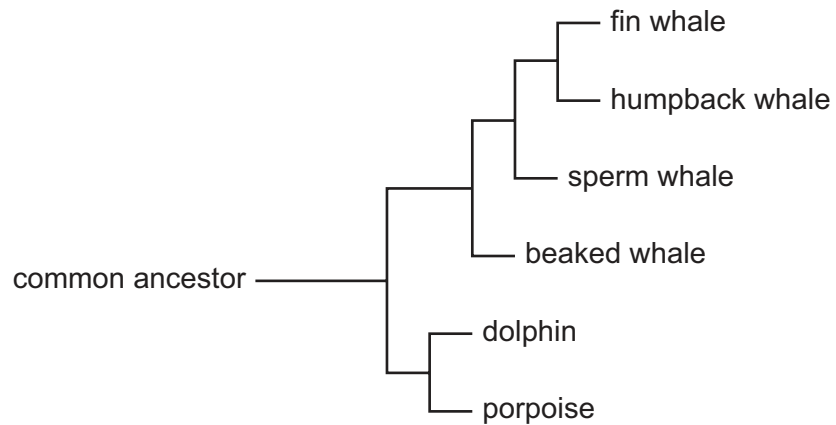 fin whale
humpback whale
sperm whale
beaked whale
common ancestor
dolphin
porpoise